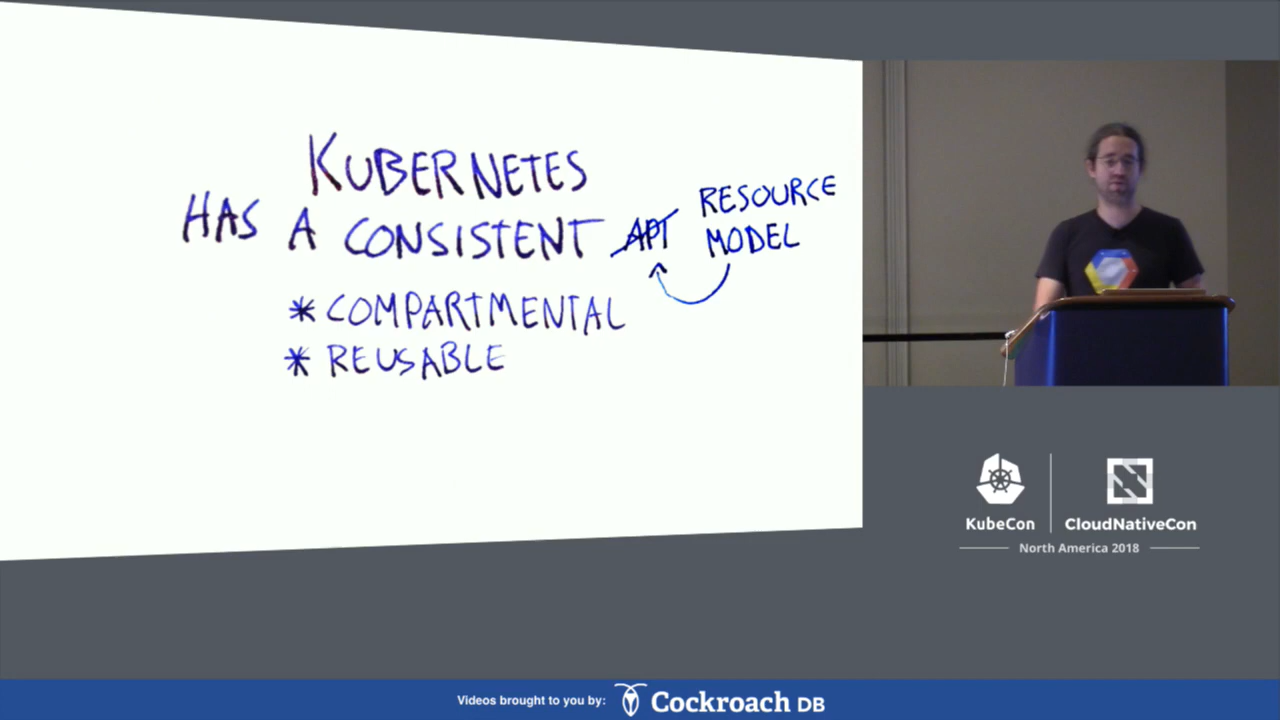 KUBERNETES
HAS A CONSISTENT API RESOURCE MODEL
* COMPARTMENTAL
* REUSABLE
KubeCon
CloudNativeCon
North America 2018
Videos brought to you by: Cockroach DB